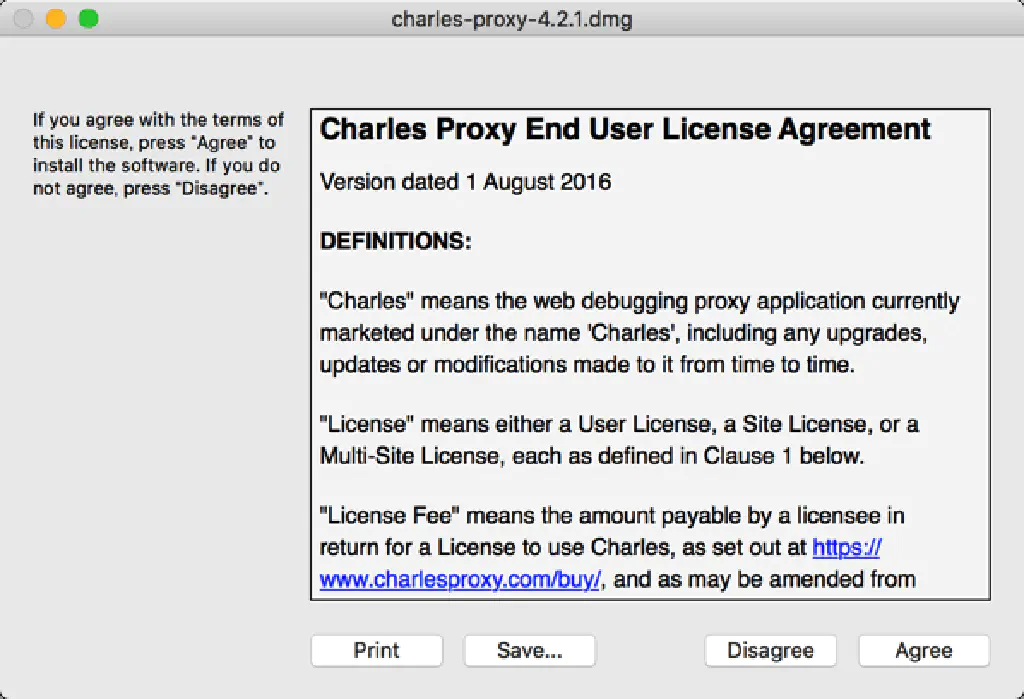 charles-proxy-4.2.1.dmg
If you agree with the terms of
this license, press "Agree" to
install the software. If you do
not agree, press "Disagree".
Charles Proxy End User License Agreement
Version dated 1 August 2016
DEFINITIONS:
"Charles" means the web debugging proxy application currently
marketed under the name 'Charles', including any upgrades,
updates or modifications made to it from time to time.
"License" means either a User License, a Site License, or a
Multi-Site License, each as defined in Clause 1 below.
"License Fee" means the amount payable by a licensee in
return for a License to use Charles, as set out at https://
www.charlesproxy.com/buy/, and as may be amended from
Print Save... Disagree Agree